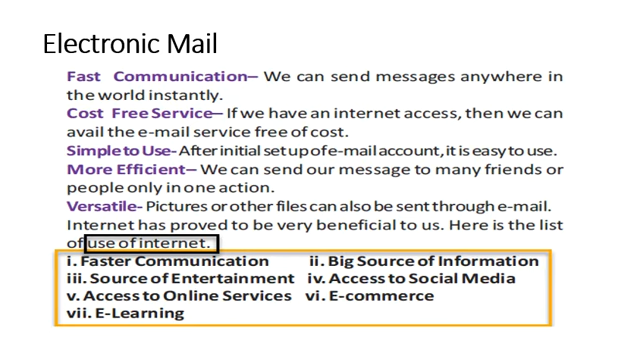 Electronic Mail
Fast Communication– We can send messages anywhere in
the world instantly.
Cost Free Service– If we have an internet access, then we can
avail the e-mail service free of cost.
Simple to Use- After initial set up of e-mail account, it is easy to use.
More Efficient– We can send our message to many friends or
people only in one action.
Versatile- Pictures or other files can also be sent through e-mail.
Internet has proved to be very beneficial to us. Here is the list
of use of internet.
i. Faster Communication ii. Big Source of Information
iii. Source of Entertainment iv. Access to Social Media
v. Access to Online Services vi. E-commerce
vii. E-Learning